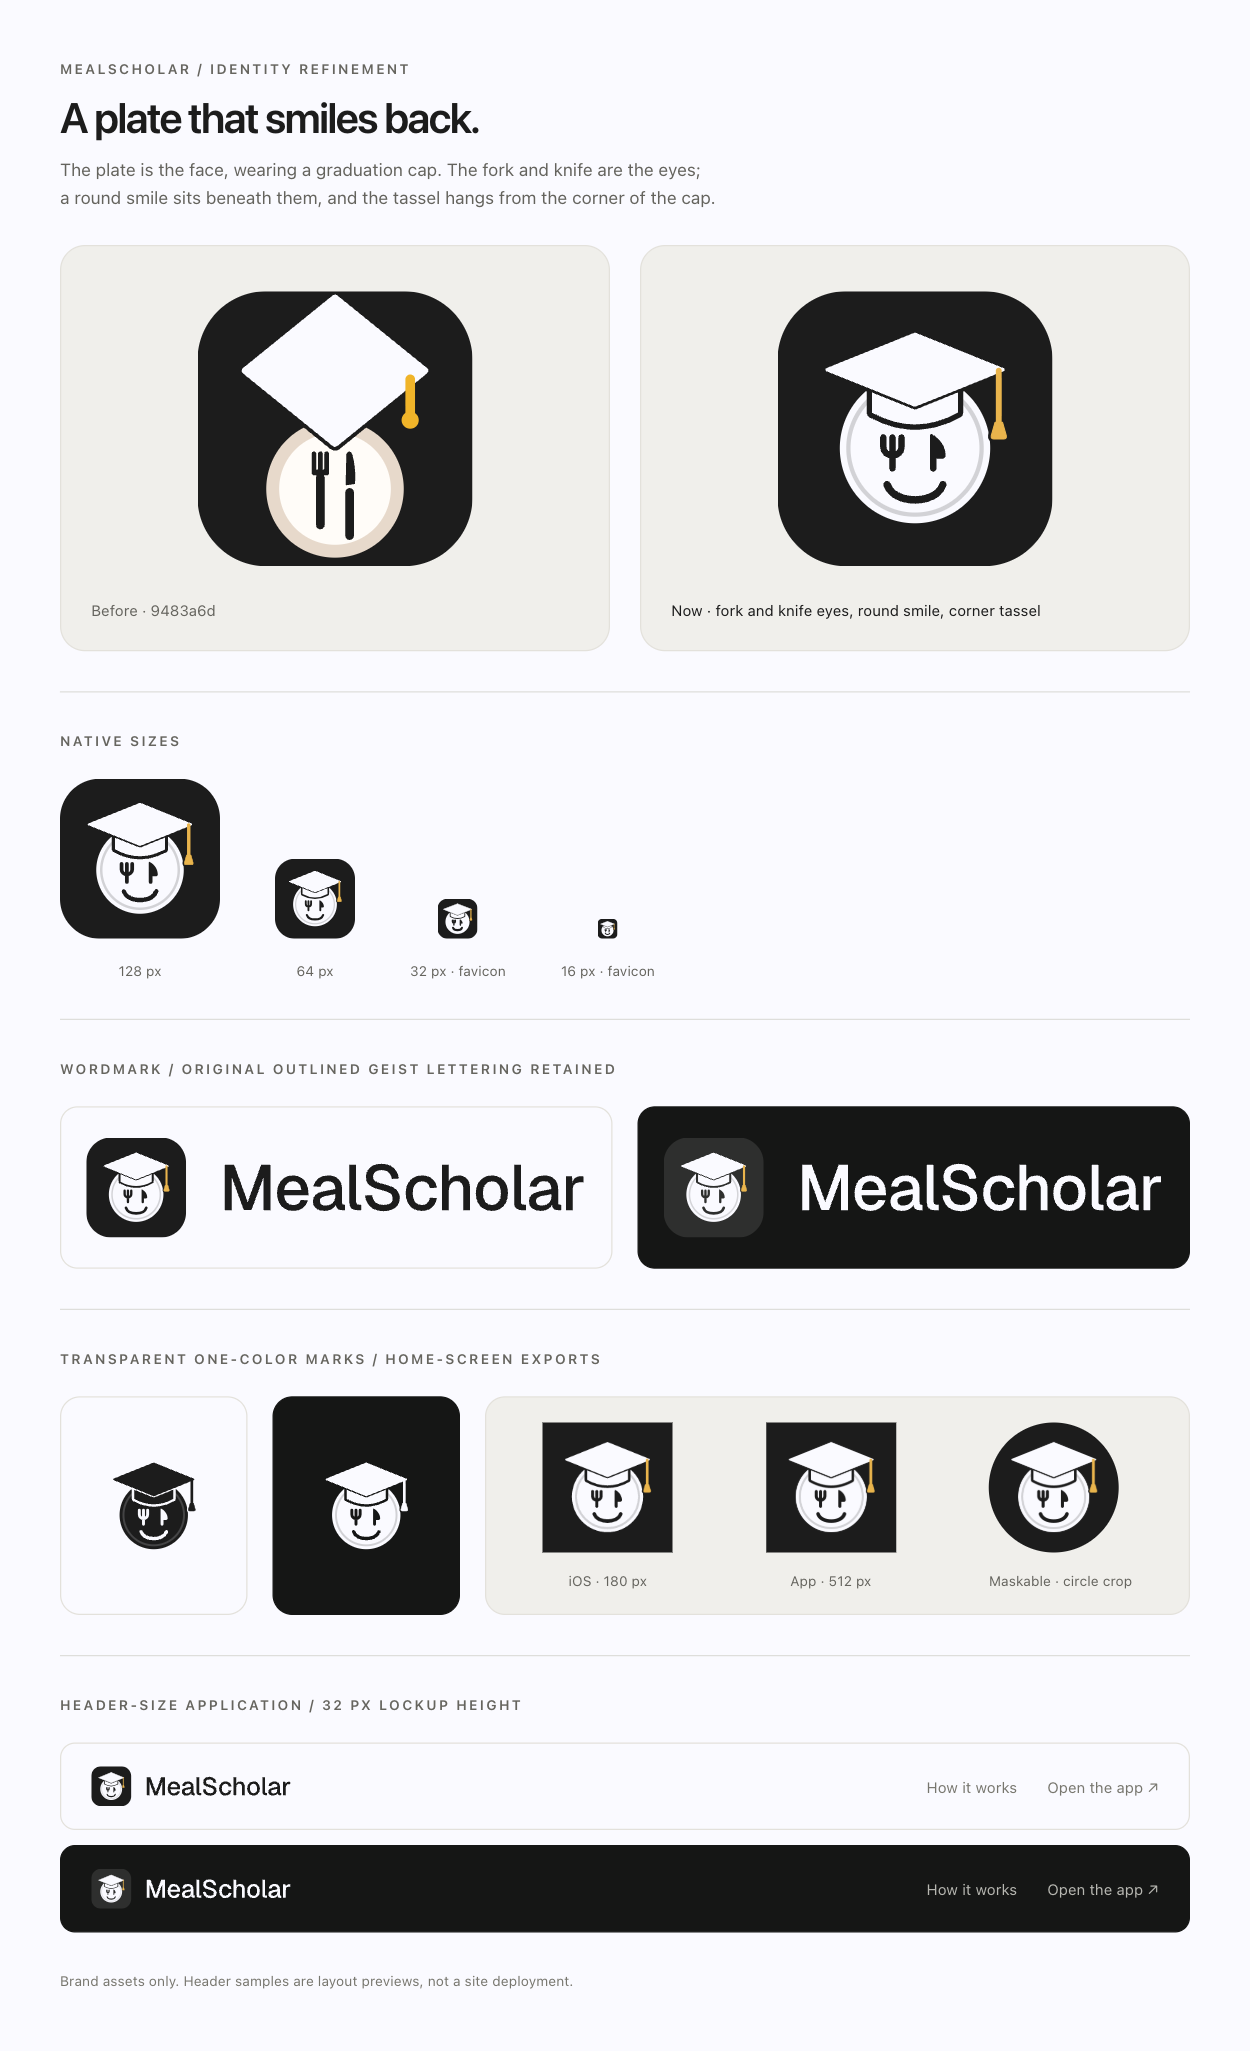 MEALSCHOLAR / IDENTITY REFINEMENT
A plate that smiles back.
The plate is the face, wearing a graduation cap. The fork and knife are the eyes;
a round smile sits beneath them, and the tassel hangs from the corner of the cap.
Before · 9483a6d
Now · fork and knife eyes, round smile, corner tassel
NATIVE SIZES
128 px
64 px
32 px · favicon
16 px · favicon
WORDMARK / ORIGINAL OUTLINED GEIST LETTERING RETAINED
MealScholar
MealScholar
TRANSPARENT ONE-COLOR MARKS / HOME-SCREEN EXPORTS
iOS · 180 px
App · 512 px
Maskable · circle crop
HEADER-SIZE APPLICATION / 32 PX LOCKUP HEIGHT
MealScholar
How it works
Open the app ↗
MealScholar
How it works
Open the app ↗
Brand assets only. Header samples are layout previews, not a site deployment.